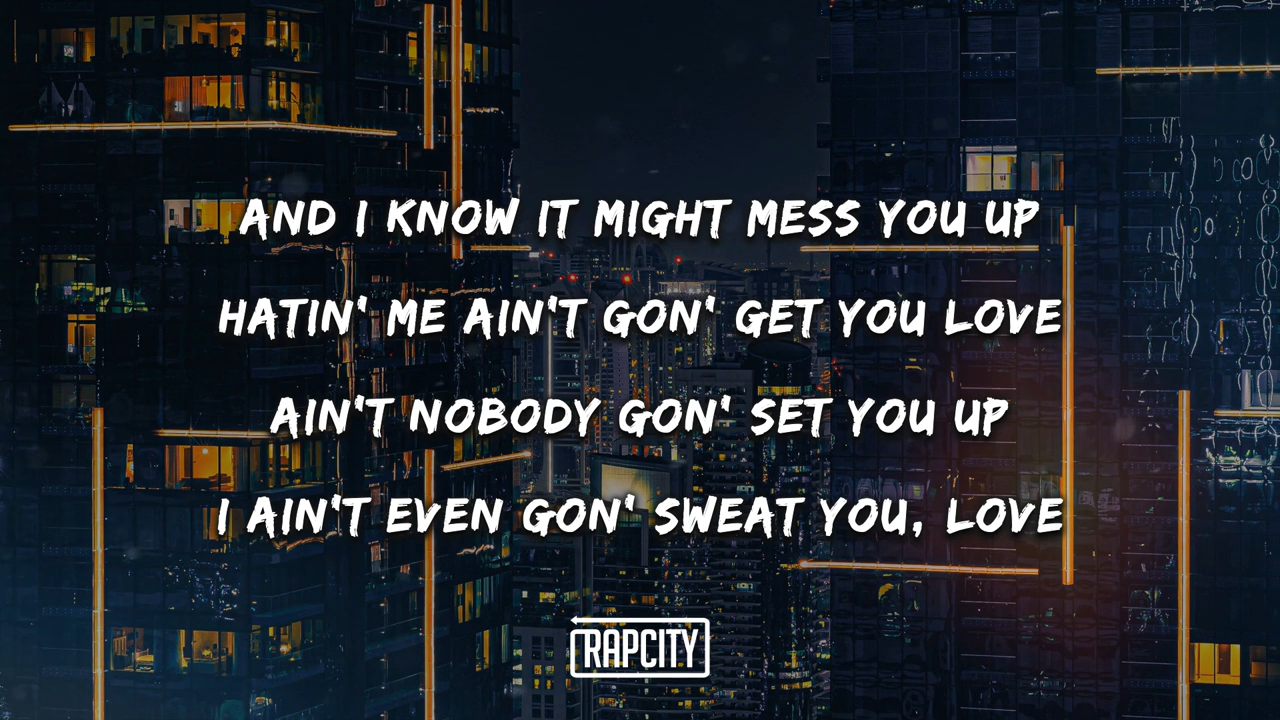 AND I KNOW IT MIGHT MESS YOU UP
HATIN' ME AIN'T GON' GET YOU LOVE
AIN'T NOBODY GON' SET YOU UP
I AIN'T EVEN GON' SWEAT YOU, LOVE
RAPCITY